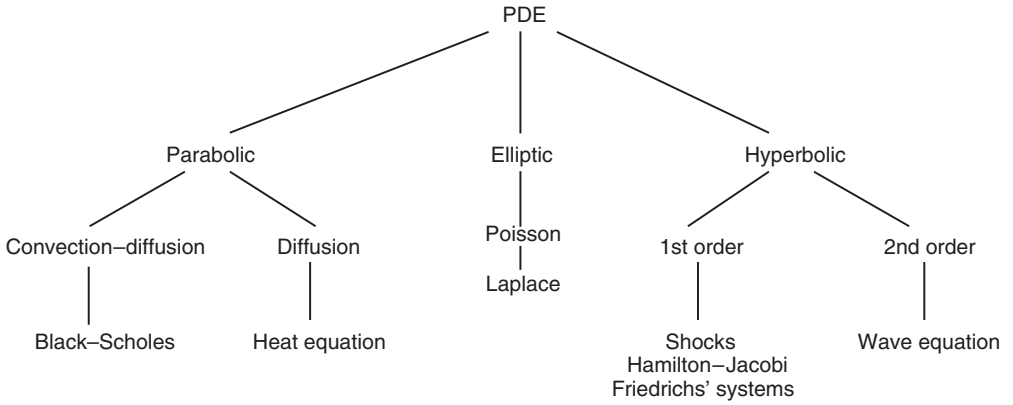 PDE
Parabolic
Elliptic
Hyperbolic
Convection–diffusion
Diffusion
Poisson
1st order
2nd order
Laplace
Black–Scholes
Heat equation
Shocks
Wave equation
Hamilton–Jacobi
Friedrichs' systems